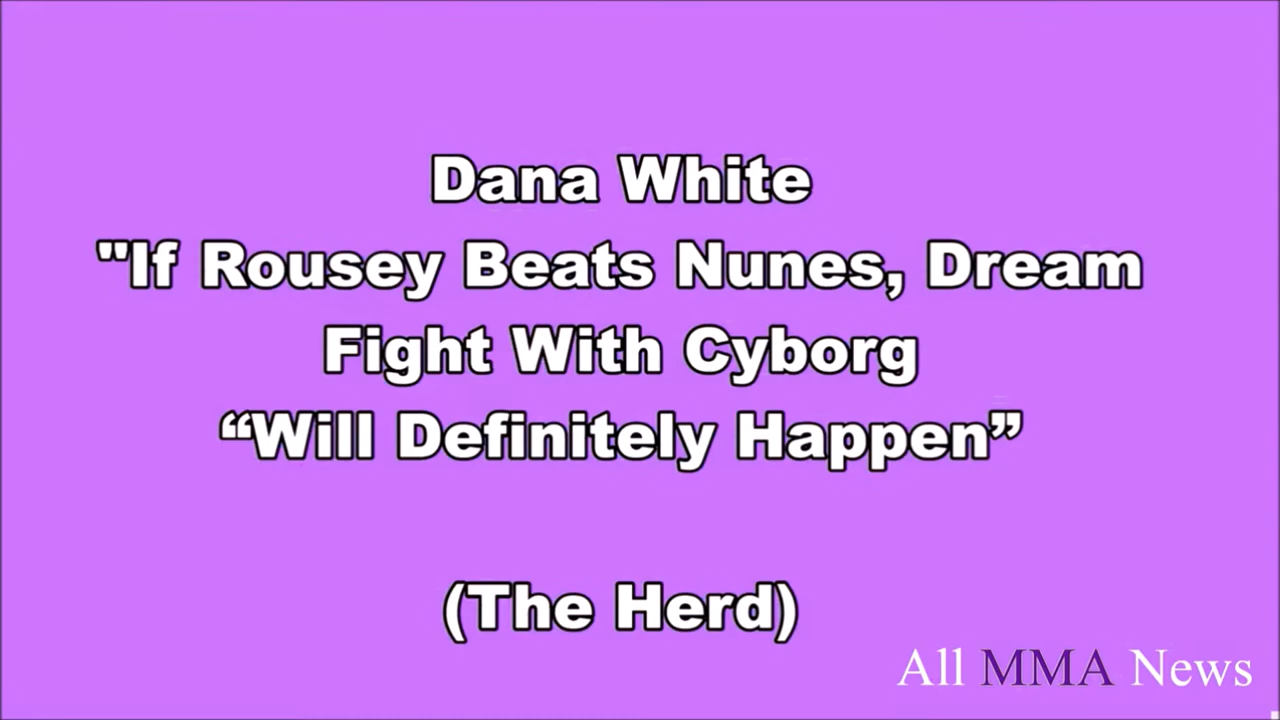 Dana White
"If Rousey Beats Nunes, Dream
Fight With Cyborg
“Will Definitely Happen”
(The Herd)
All MMA News